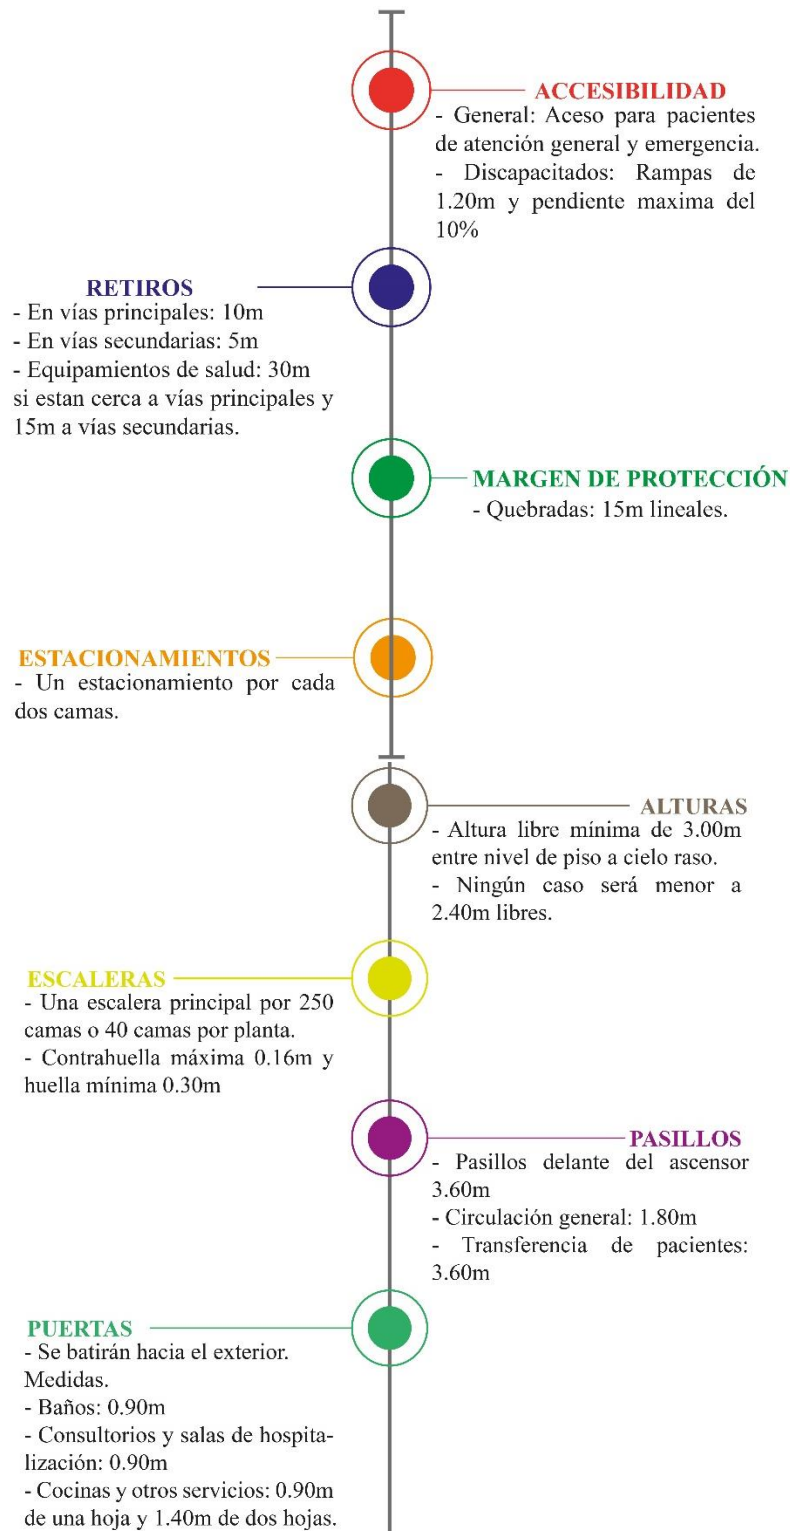 ACCESIBILIDAD
- General: Aceso para pacientes
de atención general y emergencia.
- Discapacitados: Rampas de
1.20m y pendiente maxima del
10%
RETIROS
- En vías principales: 10m
- En vías secundarias: 5m
- Equipamientos de salud: 30m
si estan cerca a vías principales y
15m a vías secundarias.
MARGEN DE PROTECCIÓN
- Quebradas: 15m lineales.
ESTACIONAMIENTOS
- Un estacionamiento por cada
dos camas.
ALTURAS
- Altura libre mínima de 3.00m
entre nivel de piso a cielo raso.
- Ningún caso será menor a
2.40m libres.
ESCALERAS
- Una escalera principal por 250
camas o 40 camas por planta.
- Contrahuella máxima 0.16m y
huella mínima 0.30m
PASILLOS
- Pasillos delante del ascensor
3.60m
- Circulación general: 1.80m
- Transferencia de pacientes:
3.60m
PUERTAS
- Se batirán hacia el exterior.
Medidas.
- Baños: 0.90m
- Consultorios y salas de hospita-
lización: 0.90m
- Cocinas y otros servicios: 0.90m
de una hoja y 1.40m de dos hojas.